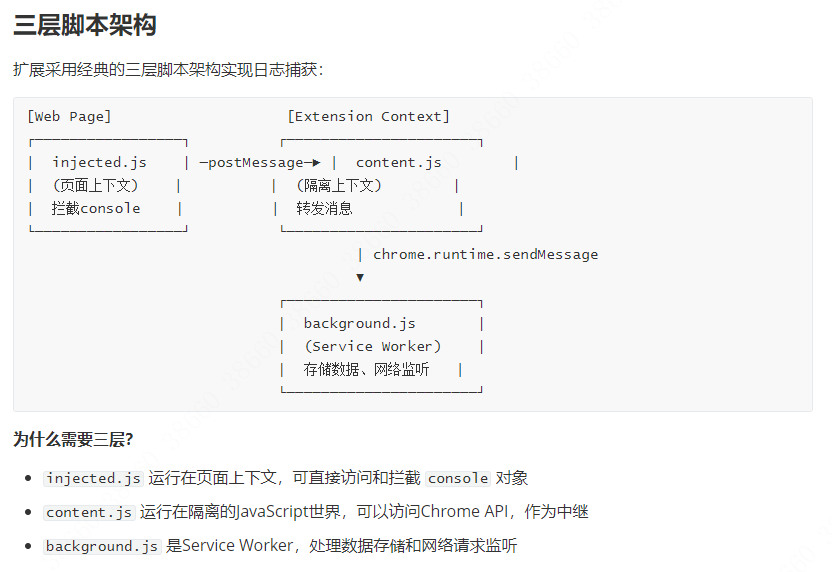 三层脚本架构
扩展采用经典的三层脚本架构实现日志捕获：
[Web Page] [Extension Context]
injected.js —postMessage—► content.js
(页面上下文) (隔离上下文)
拦截console 转发消息
chrome.runtime.sendMessage
▼
background.js
(Service Worker)
存储数据、网络监听
为什么需要三层?
• injected.js 运行在页面上下文，可直接访问和拦截 console 对象
• content.js 运行在隔离的JavaScript世界，可以访问Chrome API，作为中继
• background.js 是Service Worker，处理数据存储和网络请求监听